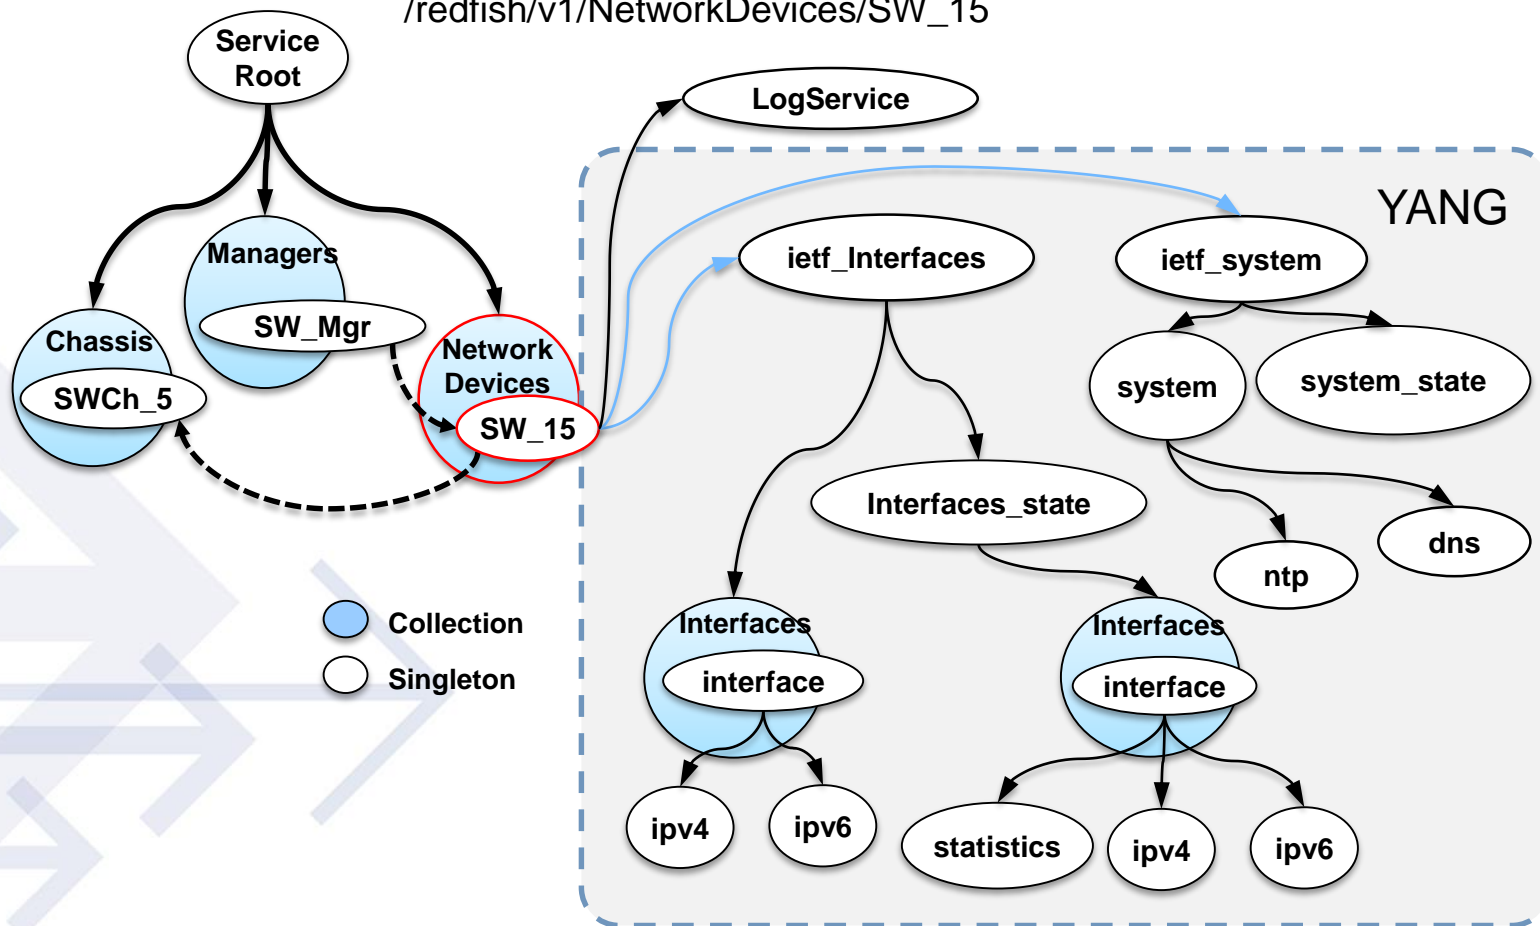 /redfish/v1/NetworkDevices/SW_15
Service
Root
LogService
YANG
Managers
ietf_Interfaces
ietf_system
SW_Mgr
Chassis
Network
Devices
SWCh_5
SW_15
system
system_state
Interfaces_state
dns
ntp
Collection
Singleton
Interfaces
interface
Interfaces
interface
ipv4
ipv6
statistics
ipv4
ipv6